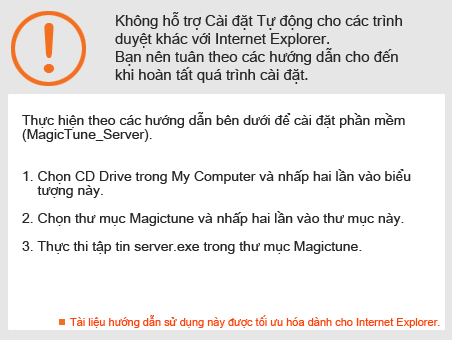 Không hỗ trợ Cài đặt Tự động cho các trình
duyệt khác với Internet Explorer.
Bạn nên tuân theo các hướng dẫn cho đến
khi hoàn tất quá trình cài đặt.
Thực hiện theo các hướng dẫn bên dưới để cài đặt phần mềm
(MagicTune_Server).
1. Chọn CD Drive trong My Computer và nhấp hai lần vào biểu
tượng này.
2. Chọn thư mục Magictune và nhấp hai lần vào thư mục này.
3. Thực thi tập tin server.exe trong thư mục Magictune.
Tài liệu hướng dẫn sử dụng này được tối ưu hóa dành cho Internet Explorer.